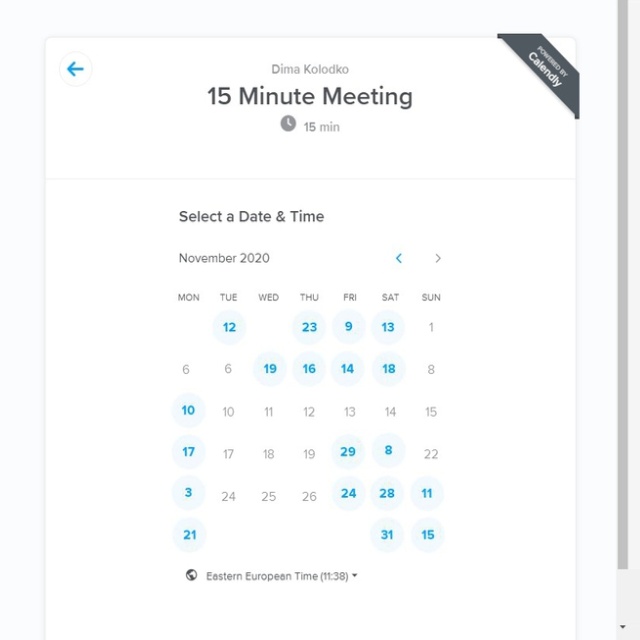 POWERED BY
Calendly
Dima Kolodko
15 Minute Meeting
15 min
Select a Date & Time
November 2020
MON TUE WED THU FRI SAT SUN
12 23 9 13 1
6 6 19 16 14 18 8
10 10 11 12 13 14 15
17 17 18 19 29 8 22
3 24 25 26 24 28 11
21 31 15
Eastern European Time (11:38)